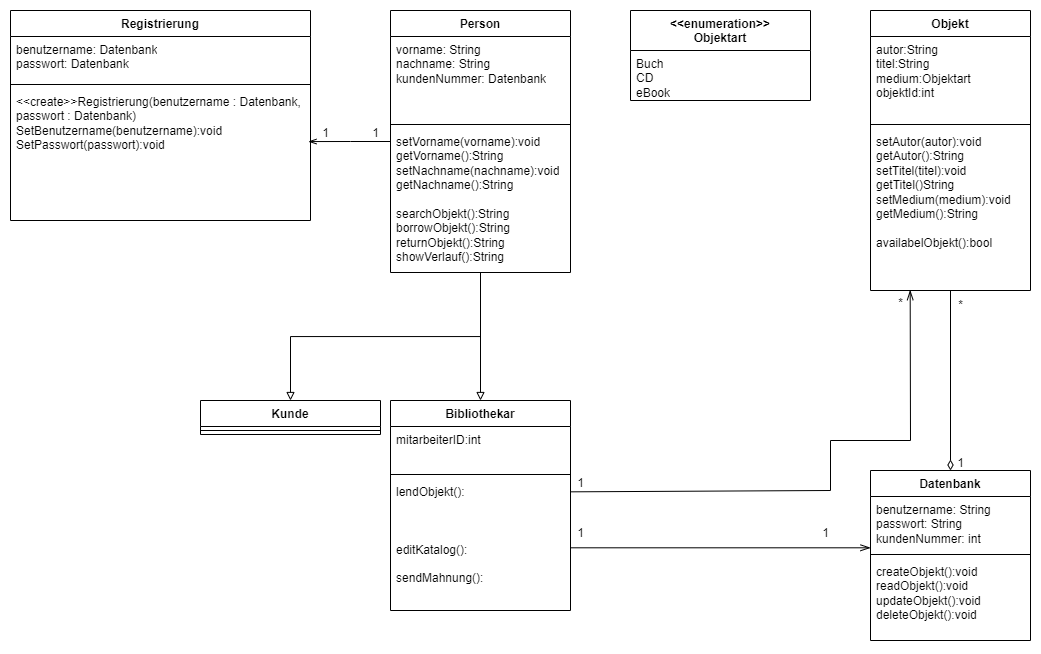 Registrierung
benutzername: Datenbank
passwort: Datenbank
<<create>>Registrierung(benutzername : Datenbank,
passwort : Datenbank)
SetBenutzername(benutzername):void
SetPasswort(passwort):void
1
1
Person
vorname: String
nachname: String
kundenNummer: Datenbank
setVorname(vorname):void
getVorname():String
setNachname(nachname):void
getNachname():String
searchObjekt():String
borrowObjekt():String
returnObjekt():String
showVerlauf():String
<<enumeration>>
Objektart
Buch
CD
eBook
Objekt
autor:String
titel:String
medium:Objektart
objektId:int
setAutor(autor):void
getAutor():String
setTitel(titel):void
getTitel()String
setMedium(medium):void
getMedium():String
availabelObjekt():bool
*
*
Kunde
Bibliothekar
mitarbeiterID:int
lendObjekt():
editKatalog():
sendMahnung():
1
1
1
1
Datenbank
benutzername: String
passwort: String
kundenNummer: int
createObjekt():void
readObjekt():void
updateObjekt():void
deleteObjekt():void